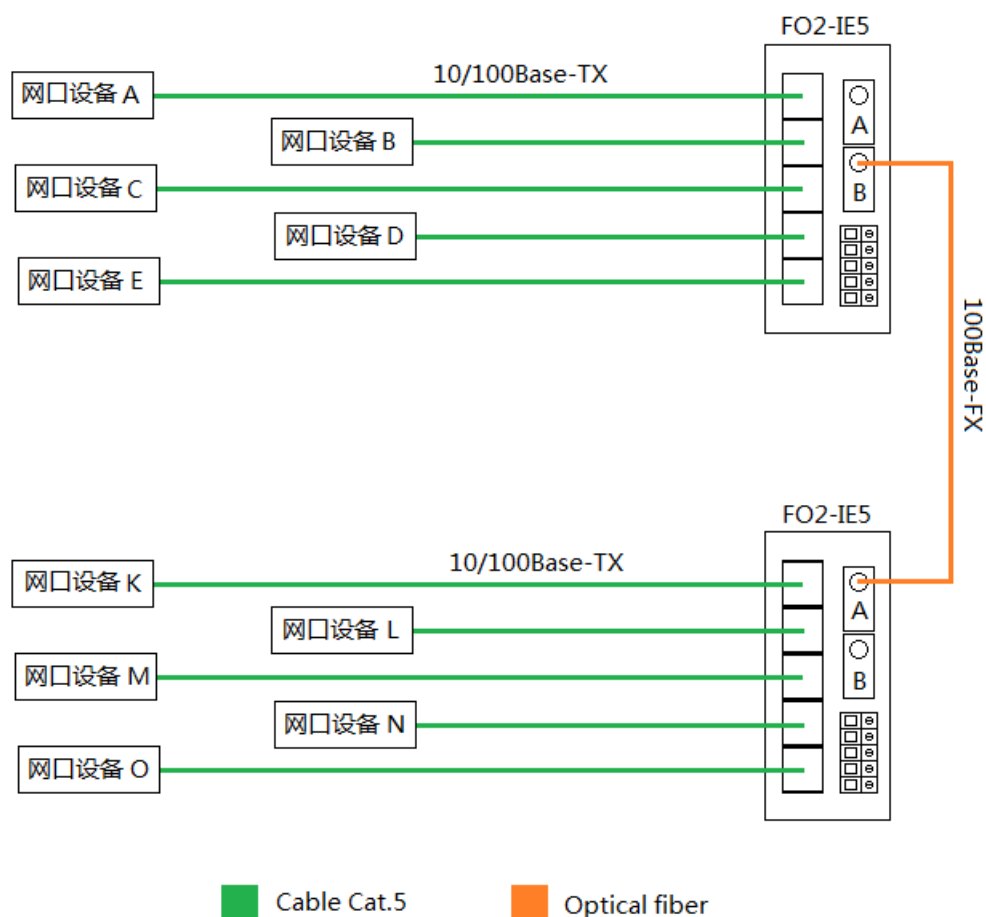 FO2-IE5
10/100Base-TX
网口设备 A
A
网口设备 B
B
网口设备 C
网口设备 D
网口设备 E
100Base-FX
FO2-IE5
10/100Base-TX
网口设备 K
A
网口设备 L
网口设备 M
B
网口设备 N
网口设备 O
Cable Cat.5
Optical fiber